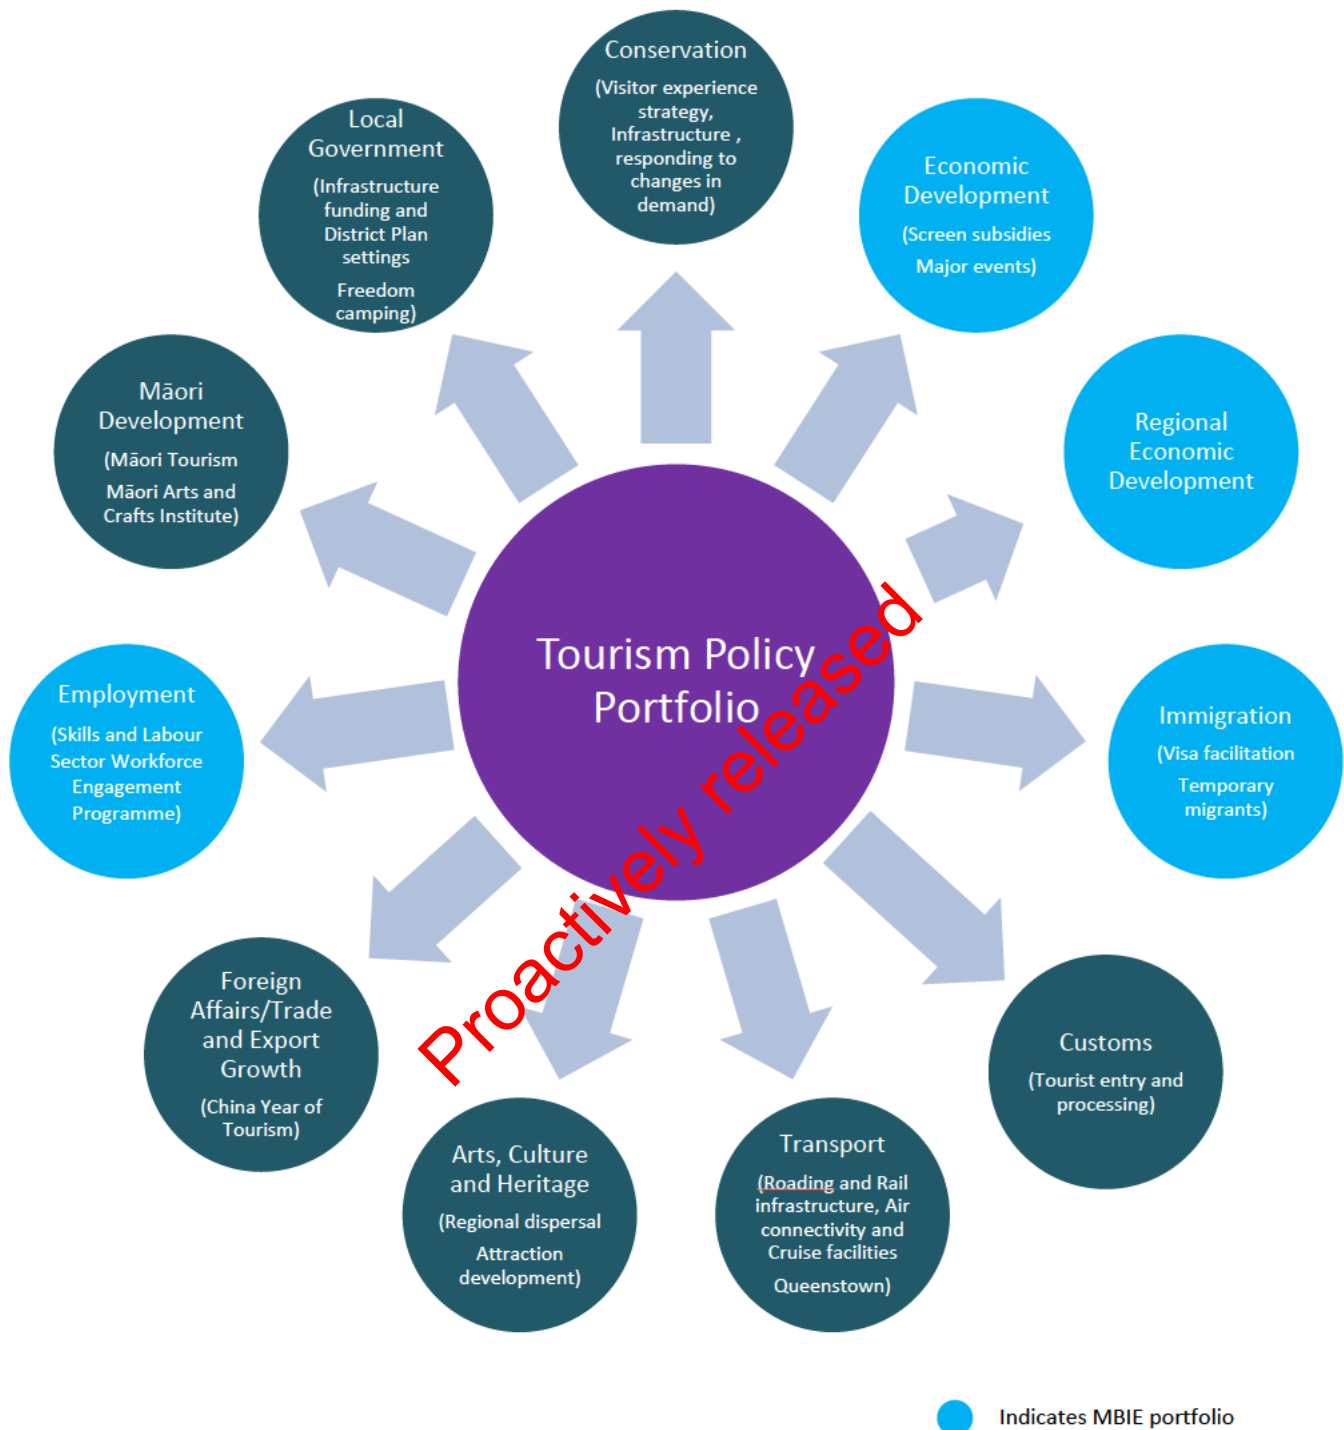 Conservation
(Visitor experience
strategy,
Infrastructure ,
responding to
changes in
demand)
Economic
Development
(Screen subsidies
Major events)
Regional
Economic
Development
Immigration
(Visa facilitation
Temporary
migrants)
Customs
(Tourist entry and
processing)
Transport
(Roading and Rail
infrastructure, Air
connectivity and
Cruise facilities
Queenstown)
Arts, Culture
and Heritage
(Regional dispersal
Attraction
development)
Foreign
Affairs/Trade
and Export
Growth
(China Year of
Tourism)
Employment
(Skills and Labour
Sector Workforce
Engagement
Programme)
Māori
Development
(Māori Tourism
Māori Arts and
Crafts Institute)
Local
Government
(Infrastructure
funding and
District Plan
settings
Freedom
camping)
Tourism Policy
Portfolio
Proactively released
Indicates MBIE portfolio